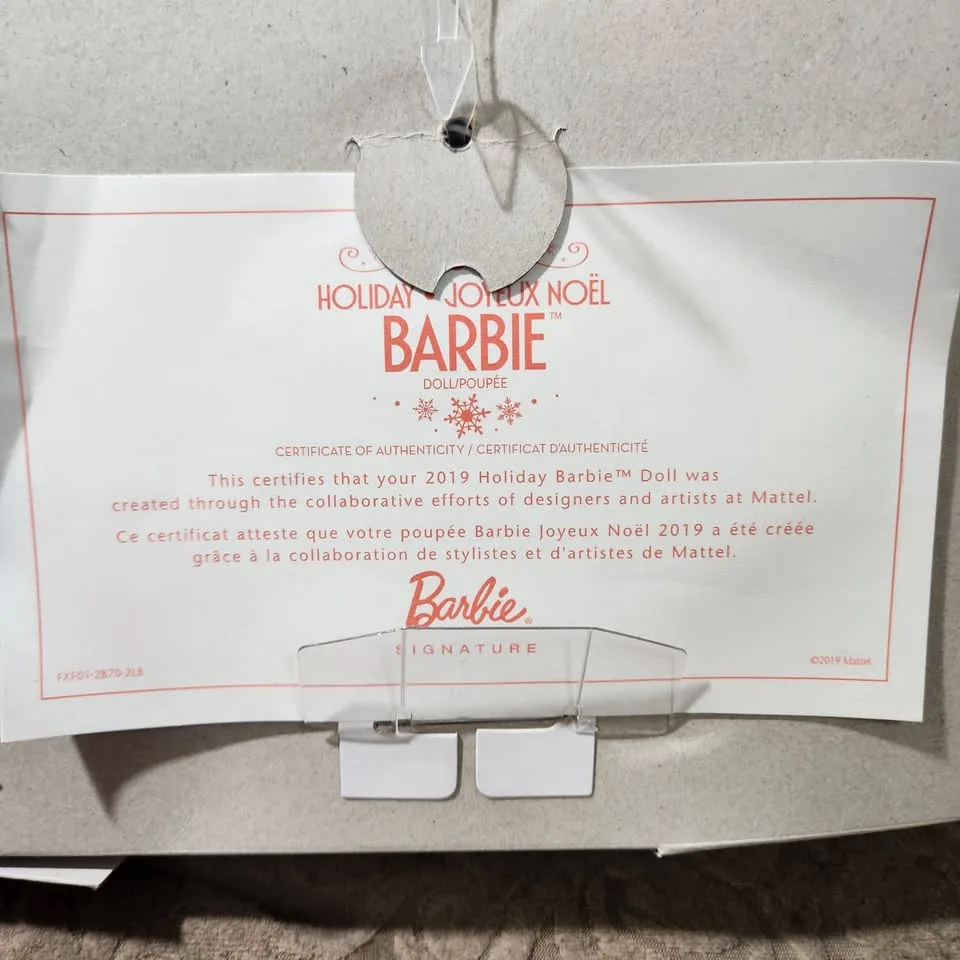 HOLIDAY • JOYEUX NOËL
BARBIE™
DOLL/POUPÉE
CERTIFICATE OF AUTHENTICITY / CERTIFICAT D'AUTHENTICITÉ
This certifies that your 2019 Holiday Barbie™ Doll was
created through the collaborative efforts of designers and artists at Mattel.
Ce certificat atteste que votre poupée Barbie Joyeux Noël 2019 a été créée
grâce à la collaboration de stylistes et d'artistes de Mattel.
Barbie®
SIGNATURE
FXF01-2B70-2LB
©2019 Mattel